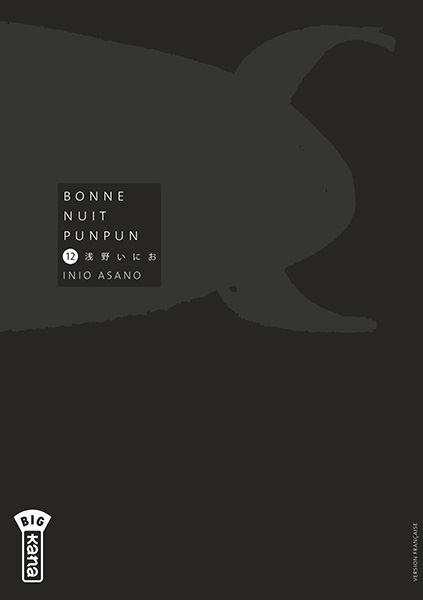 BONNE
NUIT
PUNPUN
12 浅野いにお
INIO ASANO
BIG
kana
VERSION FRANÇAISE